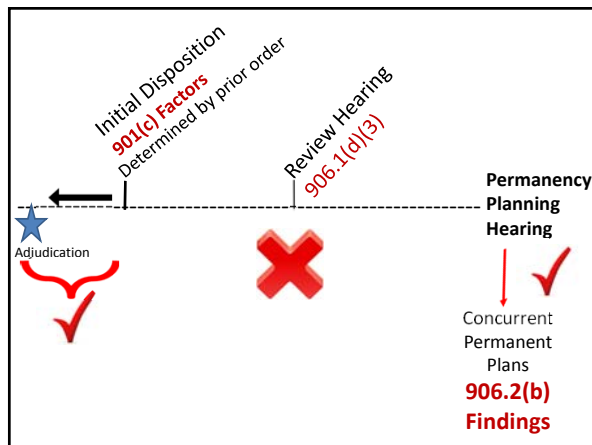 Initial Disposition
901(c) Factors
Determined by prior order
Review Hearing
906.1(d)(3)
Permanency
Planning
Hearing
Adjudication
Concurrent
Permanent
Plans
906.2(b)
Findings